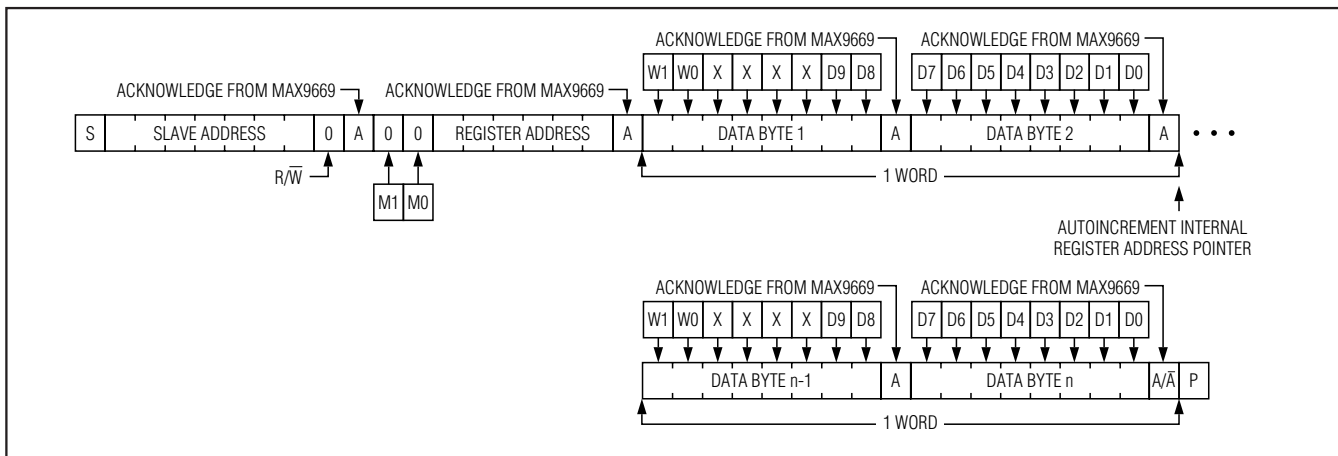 ACKNOWLEDGE FROM MAX9669 ACKNOWLEDGE FROM MAX9669
W1 W0 X X X X D9 D8 D7 D6 D5 D4 D3 D2 D1 D0
ACKNOWLEDGE FROM MAX9669 ACKNOWLEDGE FROM MAX9669
S SLAVE ADDRESS 0 A 0 0 REGISTER ADDRESS A DATA BYTE 1 A DATA BYTE 2 A • • •
R/W̅ 1 WORD
M1 M0
AUTOINCREMENT INTERNAL
REGISTER ADDRESS POINTER
ACKNOWLEDGE FROM MAX9669 ACKNOWLEDGE FROM MAX9669
W1 W0 X X X X D9 D8 D7 D6 D5 D4 D3 D2 D1 D0
DATA BYTE n-1 A DATA BYTE n A/A̅ P
1 WORD